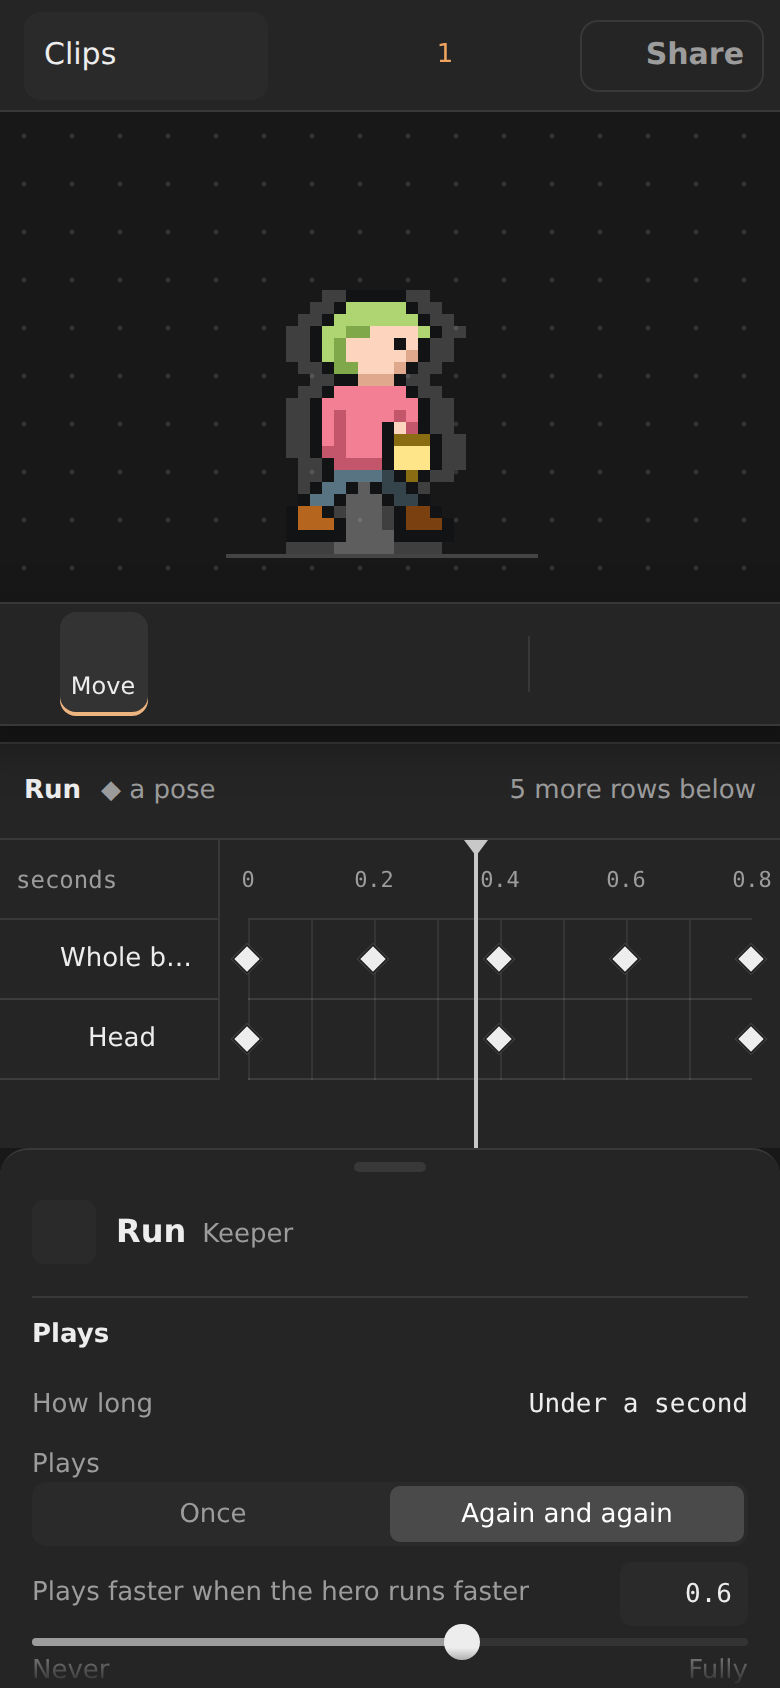 Clips
1
Share
Move
Run ◆ a pose
5 more rows below
seconds 0 0.2 0.4 0.6 0.8
Whole b…
Head
Run Keeper
Plays
How long Under a second
Plays
Once Again and again
Plays faster when the hero runs faster 0.6
Never Fully